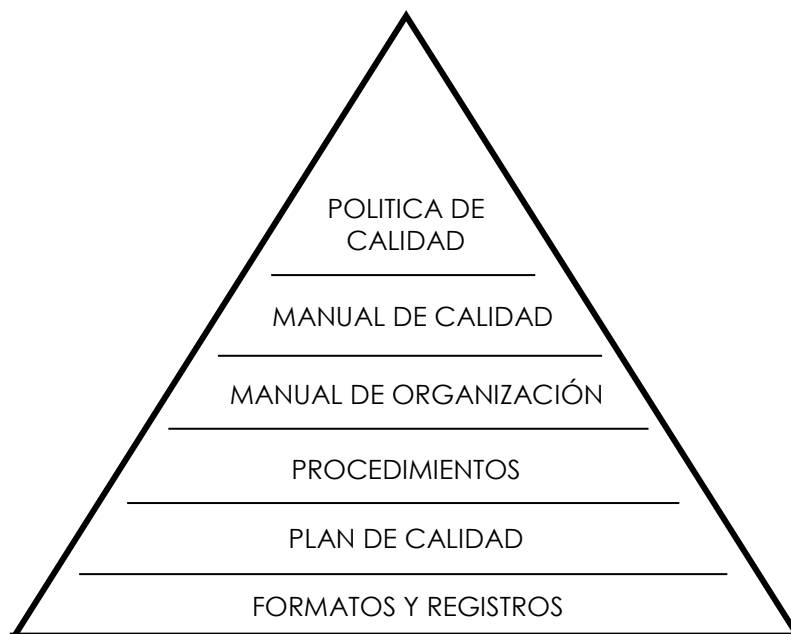 POLITICA DE
CALIDAD
MANUAL DE CALIDAD
MANUAL DE ORGANIZACIÓN
PROCEDIMIENTOS
PLAN DE CALIDAD
FORMATOS Y REGISTROS